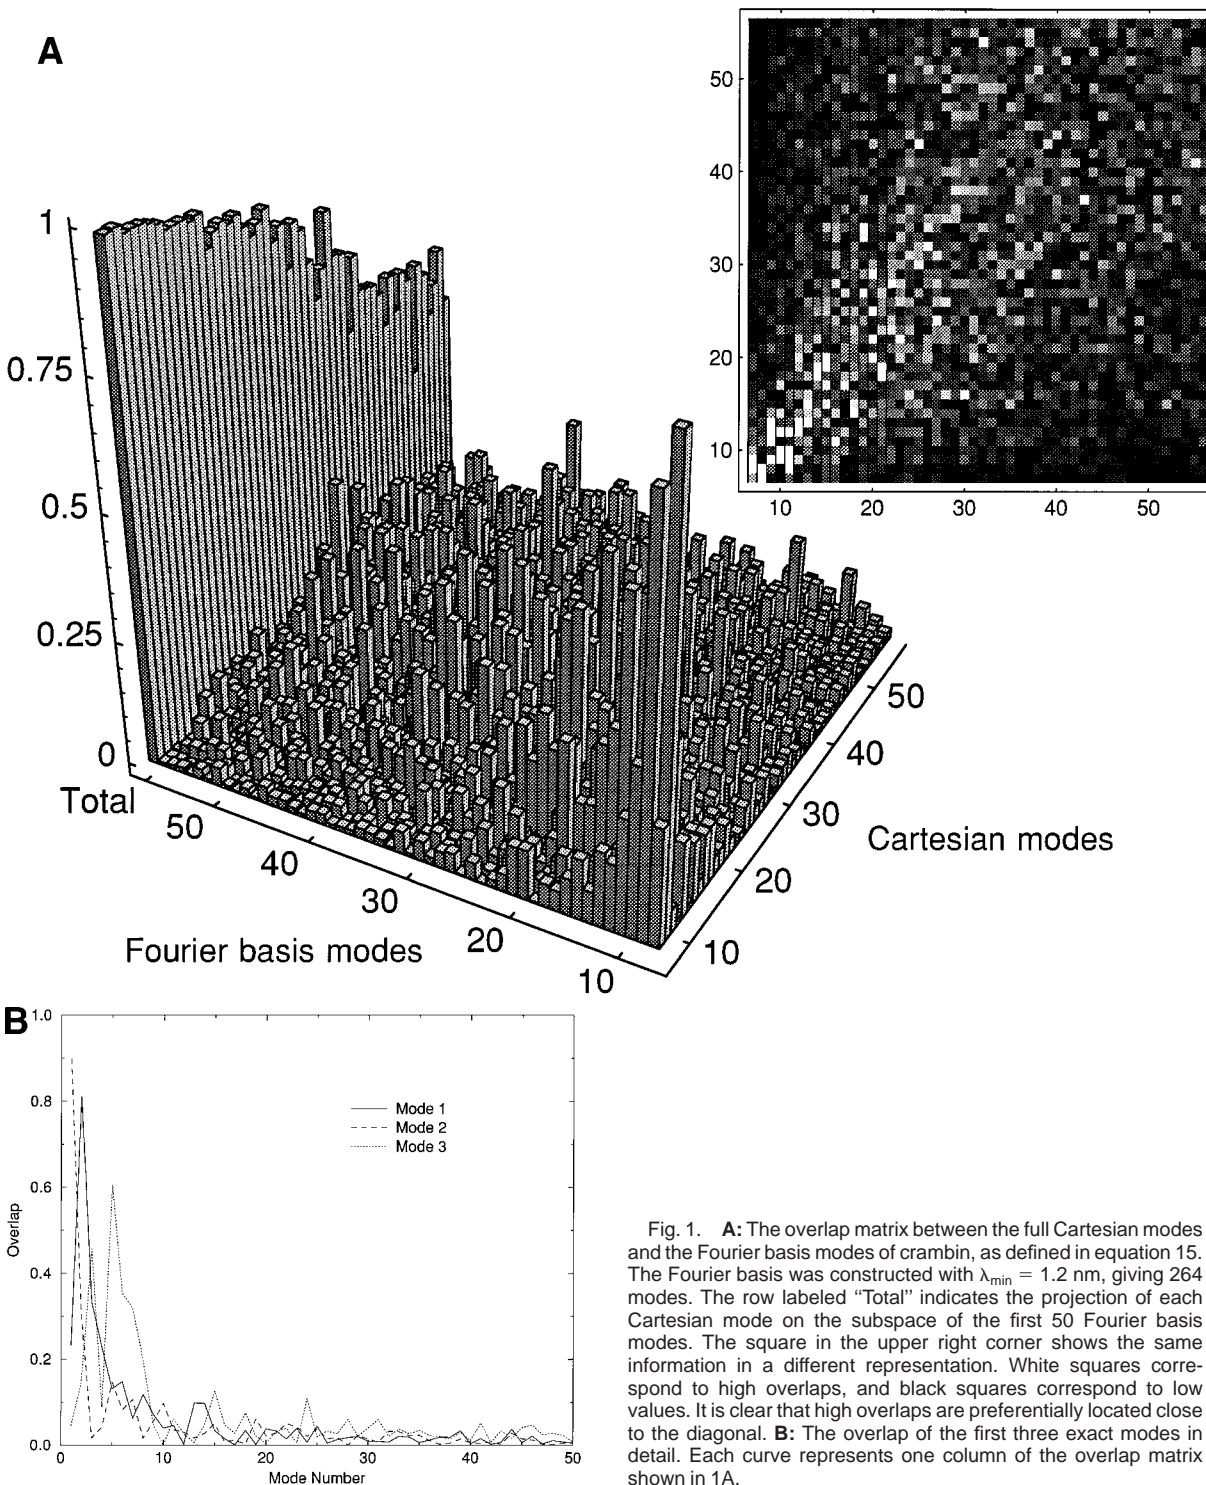 A
50
40
30
20
10
10
20
30
40
50
1
0.75
0.5
0.25
0
Total
50
40
30
20
10
Fourier basis modes
50
40
30
20
10
Cartesian modes
B
1.0
0.8
0.6
0.4
0.2
0.0
Overlap
Mode 1
Mode 2
Mode 3
0
10
20
30
40
50
Mode Number
Fig. 1. A: The overlap matrix between the full Cartesian modes
and the Fourier basis modes of crambin, as defined in equation 15.
The Fourier basis was constructed with λmin = 1.2 nm, giving 264
modes. The row labeled “Total” indicates the projection of each
Cartesian mode on the subspace of the first 50 Fourier basis
modes. The square in the upper right corner shows the same
information in a different representation. White squares corre-
spond to high overlaps, and black squares correspond to low
values. It is clear that high overlaps are preferentially located close
to the diagonal. B: The overlap of the first three exact modes in
detail. Each curve represents one column of the overlap matrix
shown in 1A.